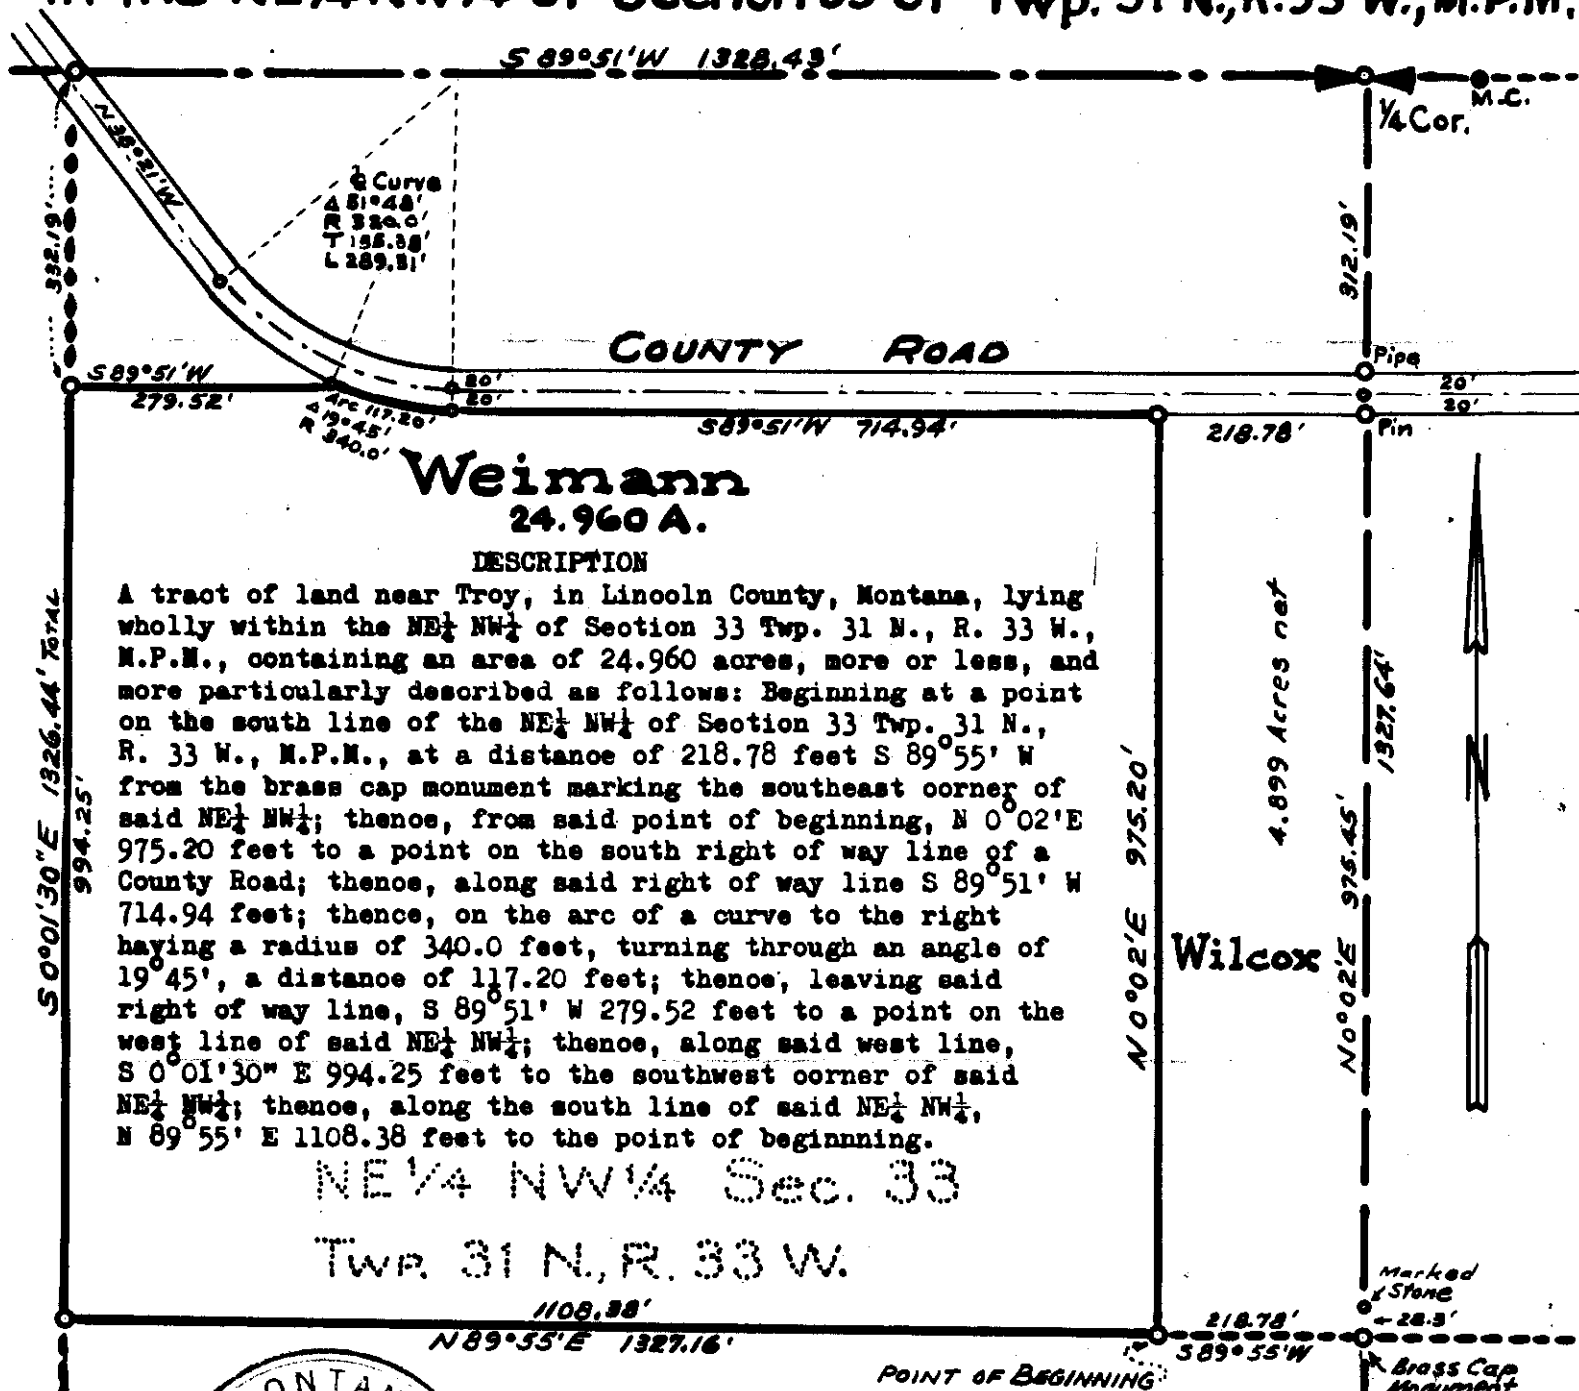 S 89°51'W 1328.43'
M.C.
1/4 Cor.
N 38°21'W
℄ Curve
Δ 51°48'
R 320.0'
T 155.38'
L 289.31'
332.19'
312.19'
COUNTY ROAD
Pipe
S89°51'W
279.52'
20'
20'
20'
20'
Arc 117.20'
Δ 19°45'
R 340.0'
S89°51'W 714.94'
218.78'
Pin
Weimann
24.960 A.
DESCRIPTION
A tract of land near Troy, in Lincoln County, Montana, lying
wholly within the NE¼ NW¼ of Section 33 Twp. 31 N., R. 33 W.,
M.P.M., containing an area of 24.960 acres, more or less, and
more particularly described as follows: Beginning at a point
on the south line of the NE¼ NW¼ of Section 33 Twp. 31 N.,
R. 33 W., M.P.M., at a distance of 218.78 feet S 89°55' W
from the brass cap monument marking the southeast corner of
said NE¼ NW¼; thence, from said point of beginning, N 0°02'E
975.20 feet to a point on the south right of way line of a
County Road; thence, along said right of way line S 89°51' W
714.94 feet; thence, on the arc of a curve to the right
having a radius of 340.0 feet, turning through an angle of
19°45', a distance of 117.20 feet; thence, leaving said
right of way line, S 89°51' W 279.52 feet to a point on the
west line of said NE¼ NW¼; thence, along said west line,
S 0°01'30" E 994.25 feet to the southwest corner of said
NE¼ NW¼; thence, along the south line of said NE¼ NW¼,
N 89°55' E 1108.38 feet to the point of beginnning.
NE 1/4 NW 1/4 Sec. 33
Twp. 31 N., R. 33 W.
S 0°01'30"E 1326.44' TOTAL
994.25'
N 0°02'E 975.20'
4.899 Acres net
Wilcox
N0°02'E 975.45'
1327.64'
N
Marked
Stone
28.3'
1108.38'
N89°55'E 1327.16'
218.78'
S89°55'W
POINT OF BEGINNING
Brass Cap
Monument